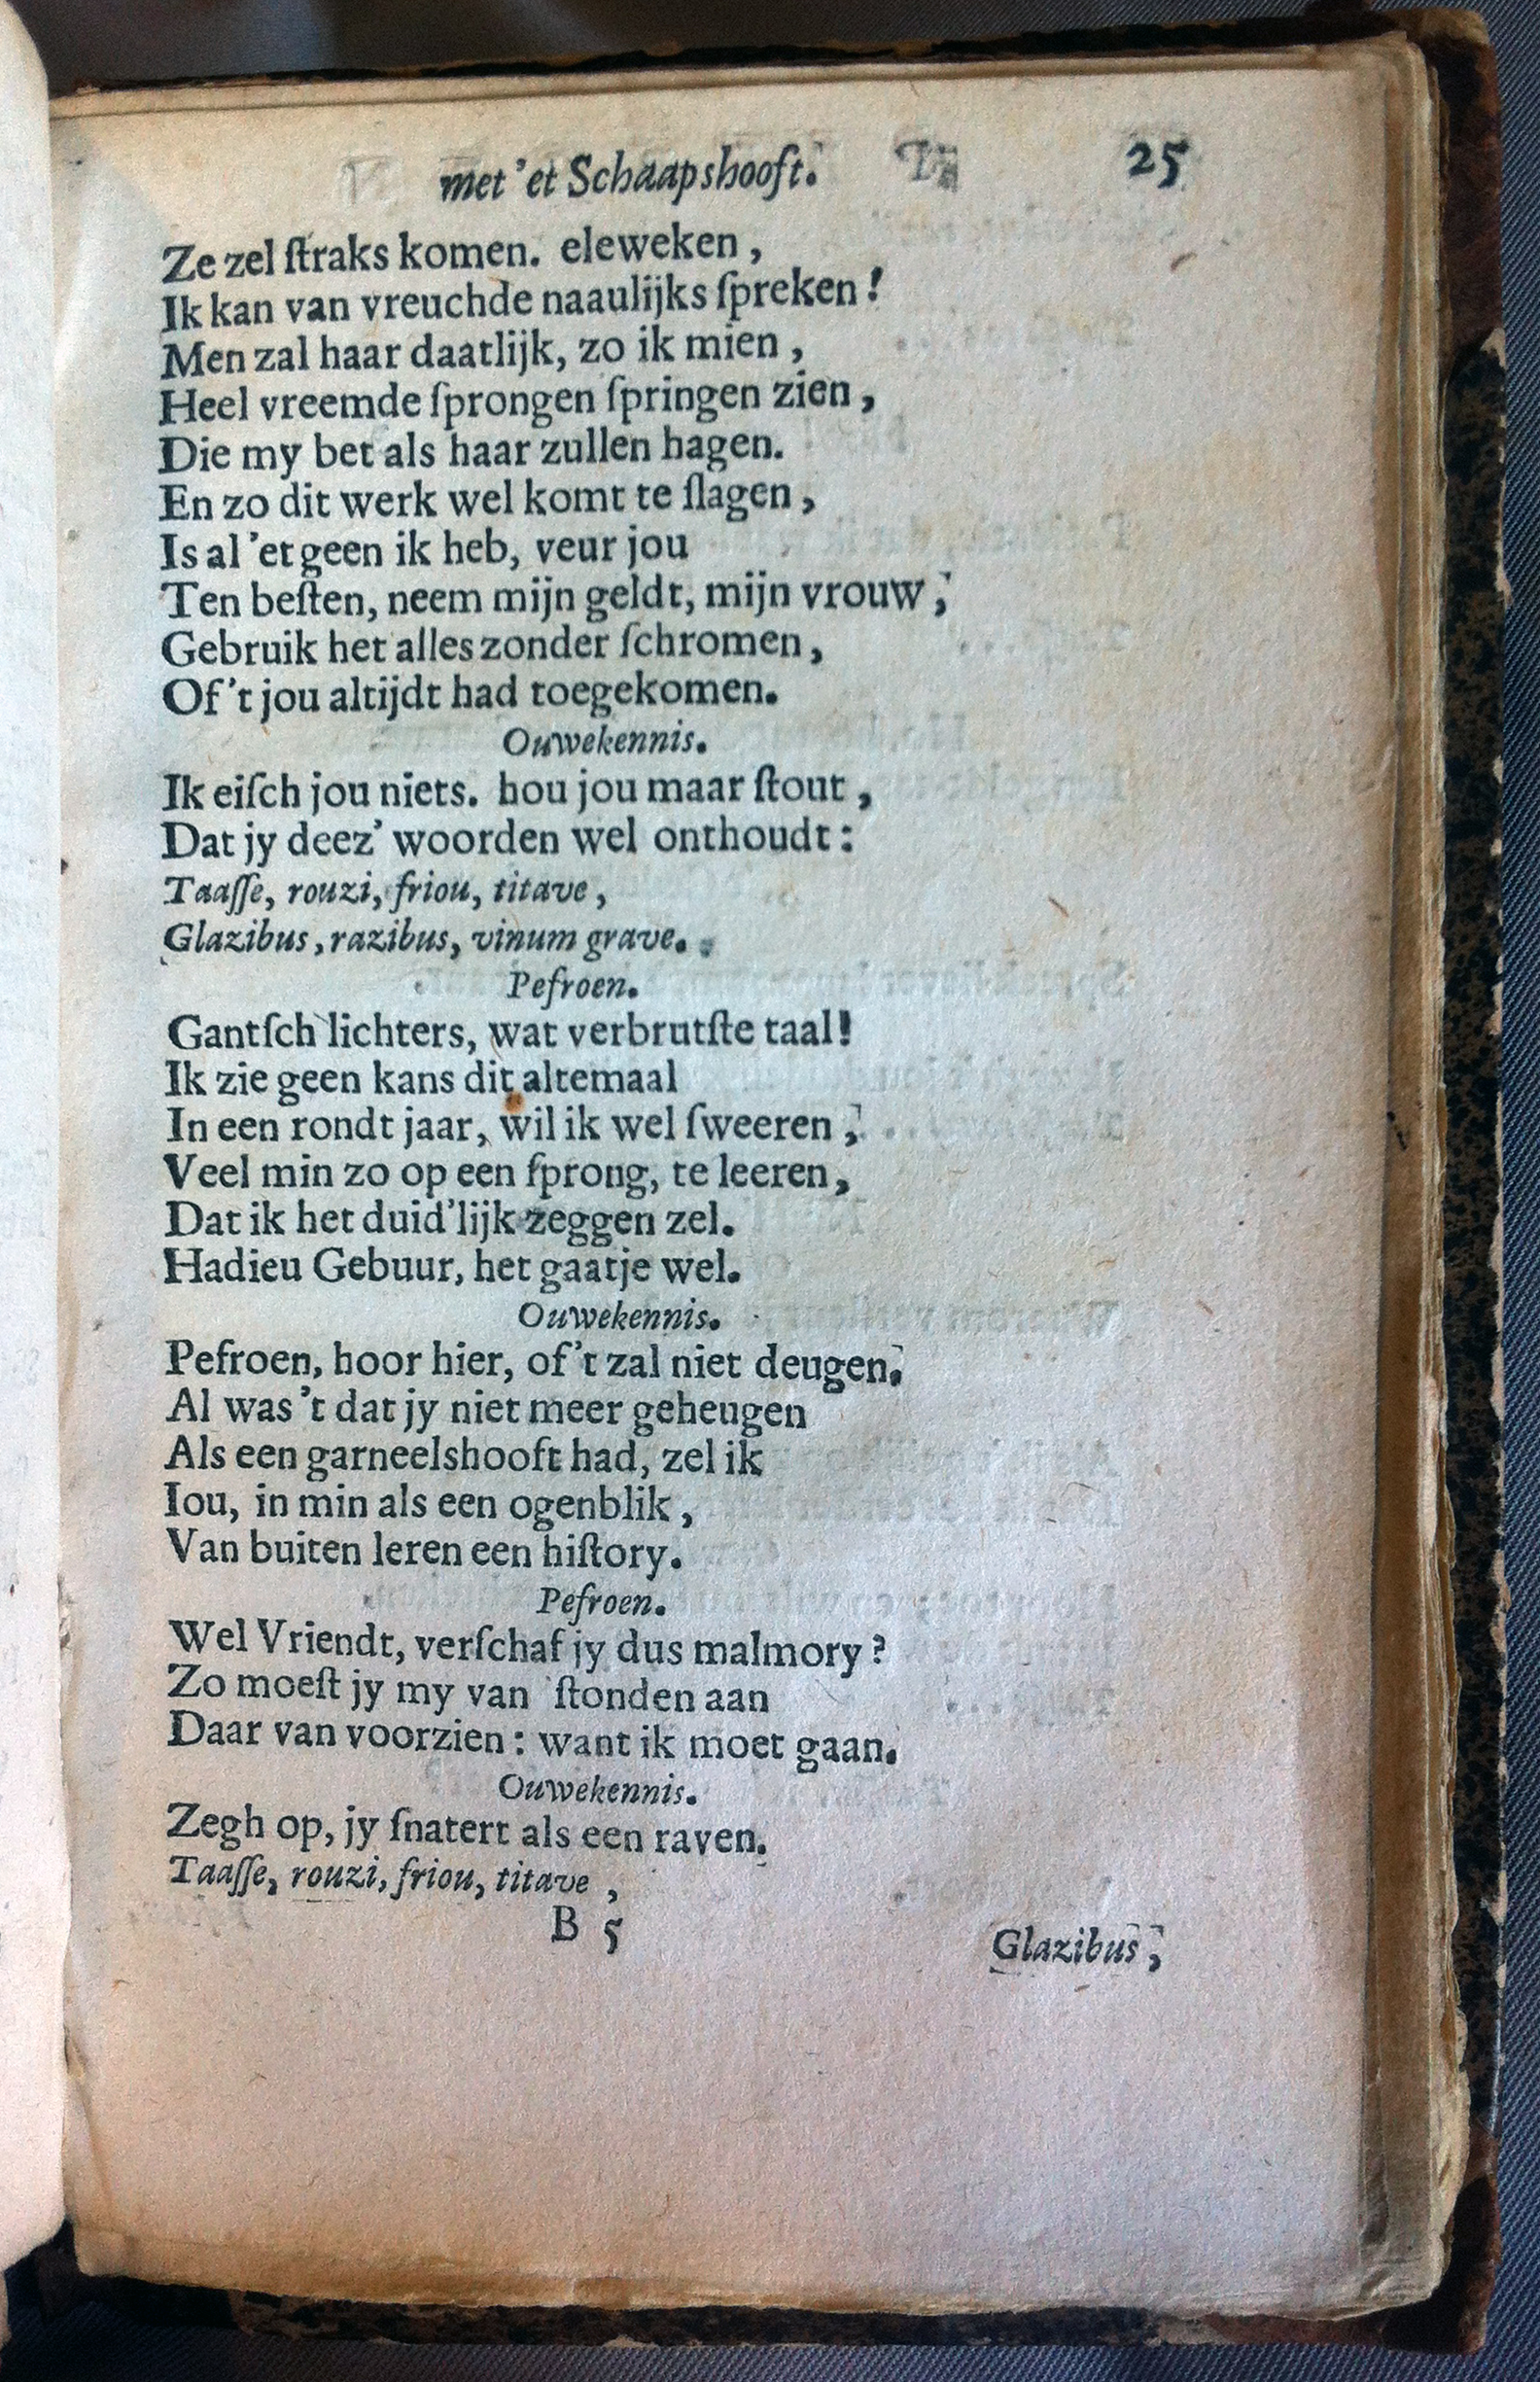 met 'et Schaapshooft. 25
Ze zel ſtraks komen. eleweken,
Ik kan van vreuchde naaulijks ſpreken!
Men zal haar daatlijk, zo ik mien,
Heel vreemde ſprongen ſpringen zien,
Die my bet als haar zullen hagen.
En zo dit werk wel komt te ſlagen,
Is al 'et geen ik heb, veur jou
Ten beſten, neem mijn geldt, mijn vrouw,
Gebruik het alles zonder ſchromen,
Of 't jou altijdt had toegekomen.
Ouwekennis.
Ik eiſch jou niets. hou jou maar ſtout,
Dat jy deez' woorden wel onthoudt:
Taaſſe, rouzi, friou, titave,
Glazibus, razibus, vinum grave.
Pefroen.
Gantſch lichters, wat verbrutſte taal!
Ik zie geen kans dit altemaal
In een rondt jaar, wil ik wel ſweeren,
Veel min zo op een ſprong, te leeren,
Dat ik het duid'lijk zeggen zel.
Hadieu Gebuur, het gaatje wel.
Ouwekennis.
Pefroen, hoor hier, of 't zal niet deugen,
Al was 't dat jy niet meer geheugen
Als een garneelshooft had, zel ik
Iou, in min als een ogenblik,
Van buiten leren een hiſtory.
Pefroen.
Wel Vriendt, verſchaf jy dus malmory?
Zo moeſt jy my van ſtonden aan
Daar van voorzien: want ik moet gaan.
Ouwekennis.
Zegh op, jy ſnatert als een raven.
Taaſſe, rouzi, friou, titave,
B 5
Glazibus,